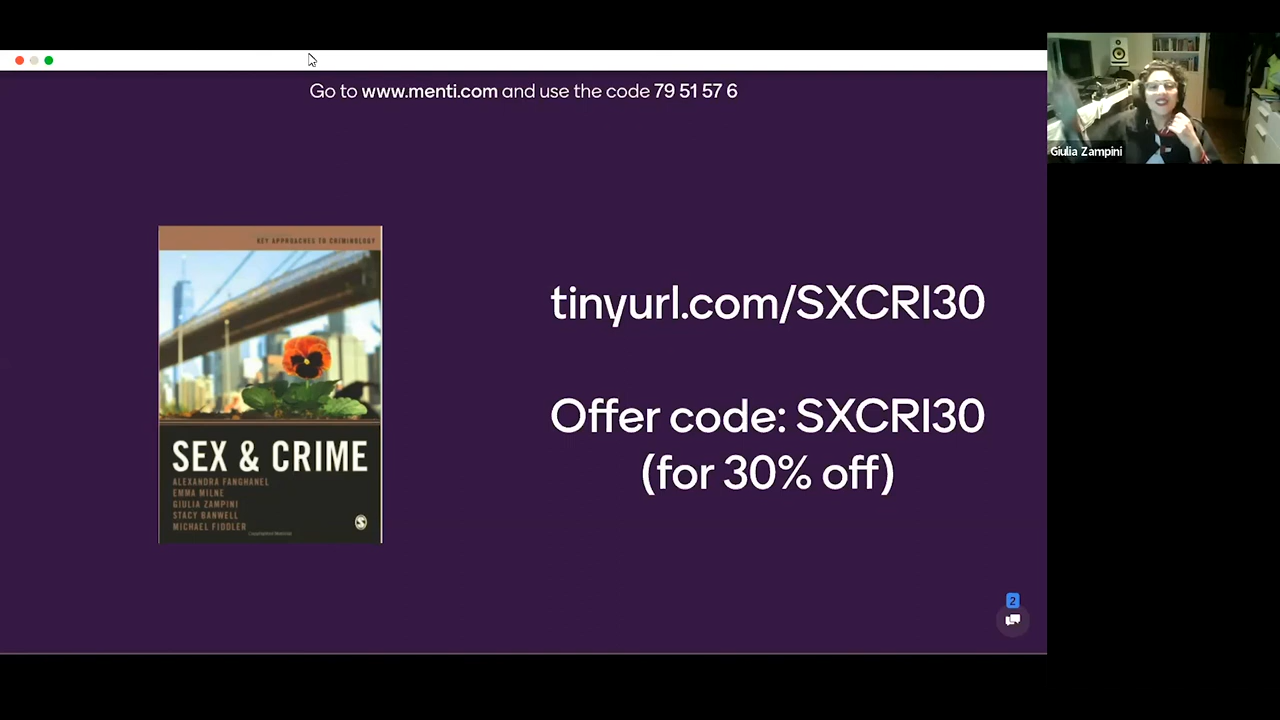 Go to www.menti.com and use the code 79 51 57 6
Giulia Zampini
KEY APPROACHES TO CRIMINOLOGY
tinyurl.com/SXCRI30
Offer code: SXCRI30
(for 30% off)
SEX & CRIME
ALEXANDRA FANGHANEL
EMMA MILNE
GIULIA ZAMPINI
STACY BANWELL
MICHAEL FIDDLER
S
2